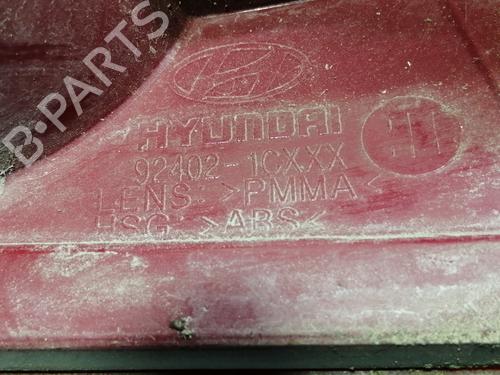 B-PARTS
HYUNDAI
92402-1CXXX
LENS: >PMMA<
HSG: >ABS<